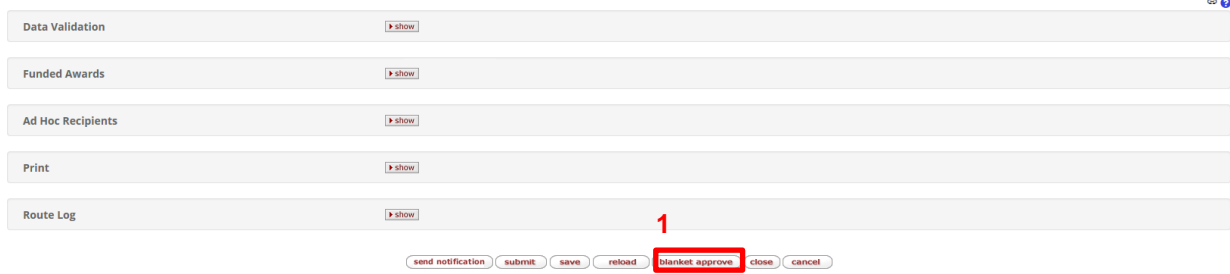 Data Validation show
Funded Awards show
Ad Hoc Recipients show
Print show
Route Log show
1
send notification submit save reload blanket approve close cancel